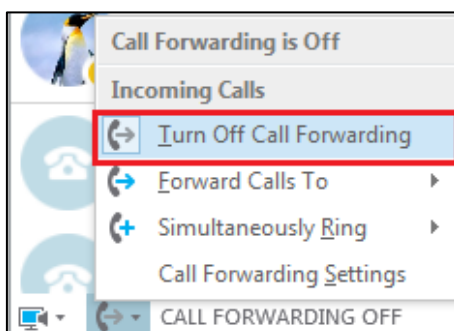 Call Forwarding is Off
Incoming Calls
Turn Off Call Forwarding
Forward Calls To
Simultaneously Ring
Call Forwarding Settings
CALL FORWARDING OFF